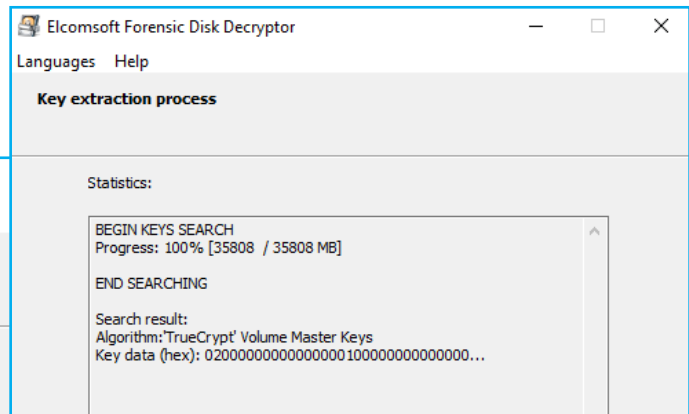 Elcomsoft Forensic Disk Decryptor
Languages Help
Key extraction process
Statistics:
BEGIN KEYS SEARCH
Progress: 100% [35808 / 35808 MB]
END SEARCHING
Search result:
Algorithm:'TrueCrypt' Volume Master Keys
Key data (hex): 02000000000000000100000000000000...